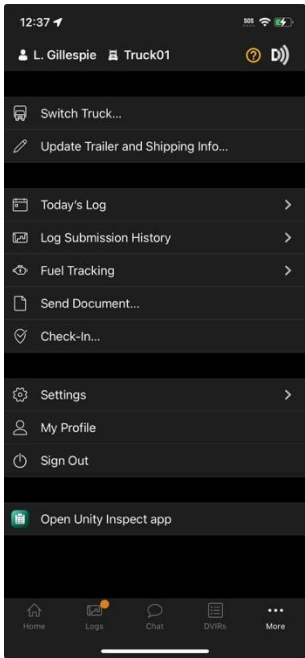 12:37
SOS
L. Gillespie Truck01
?
D
Switch Truck...
Update Trailer and Shipping Info...
Today's Log
Log Submission History
Fuel Tracking
Send Document...
Check-In...
Settings
My Profile
Sign Out
Open Unity Inspect app
Home Logs Chat DVIRs More